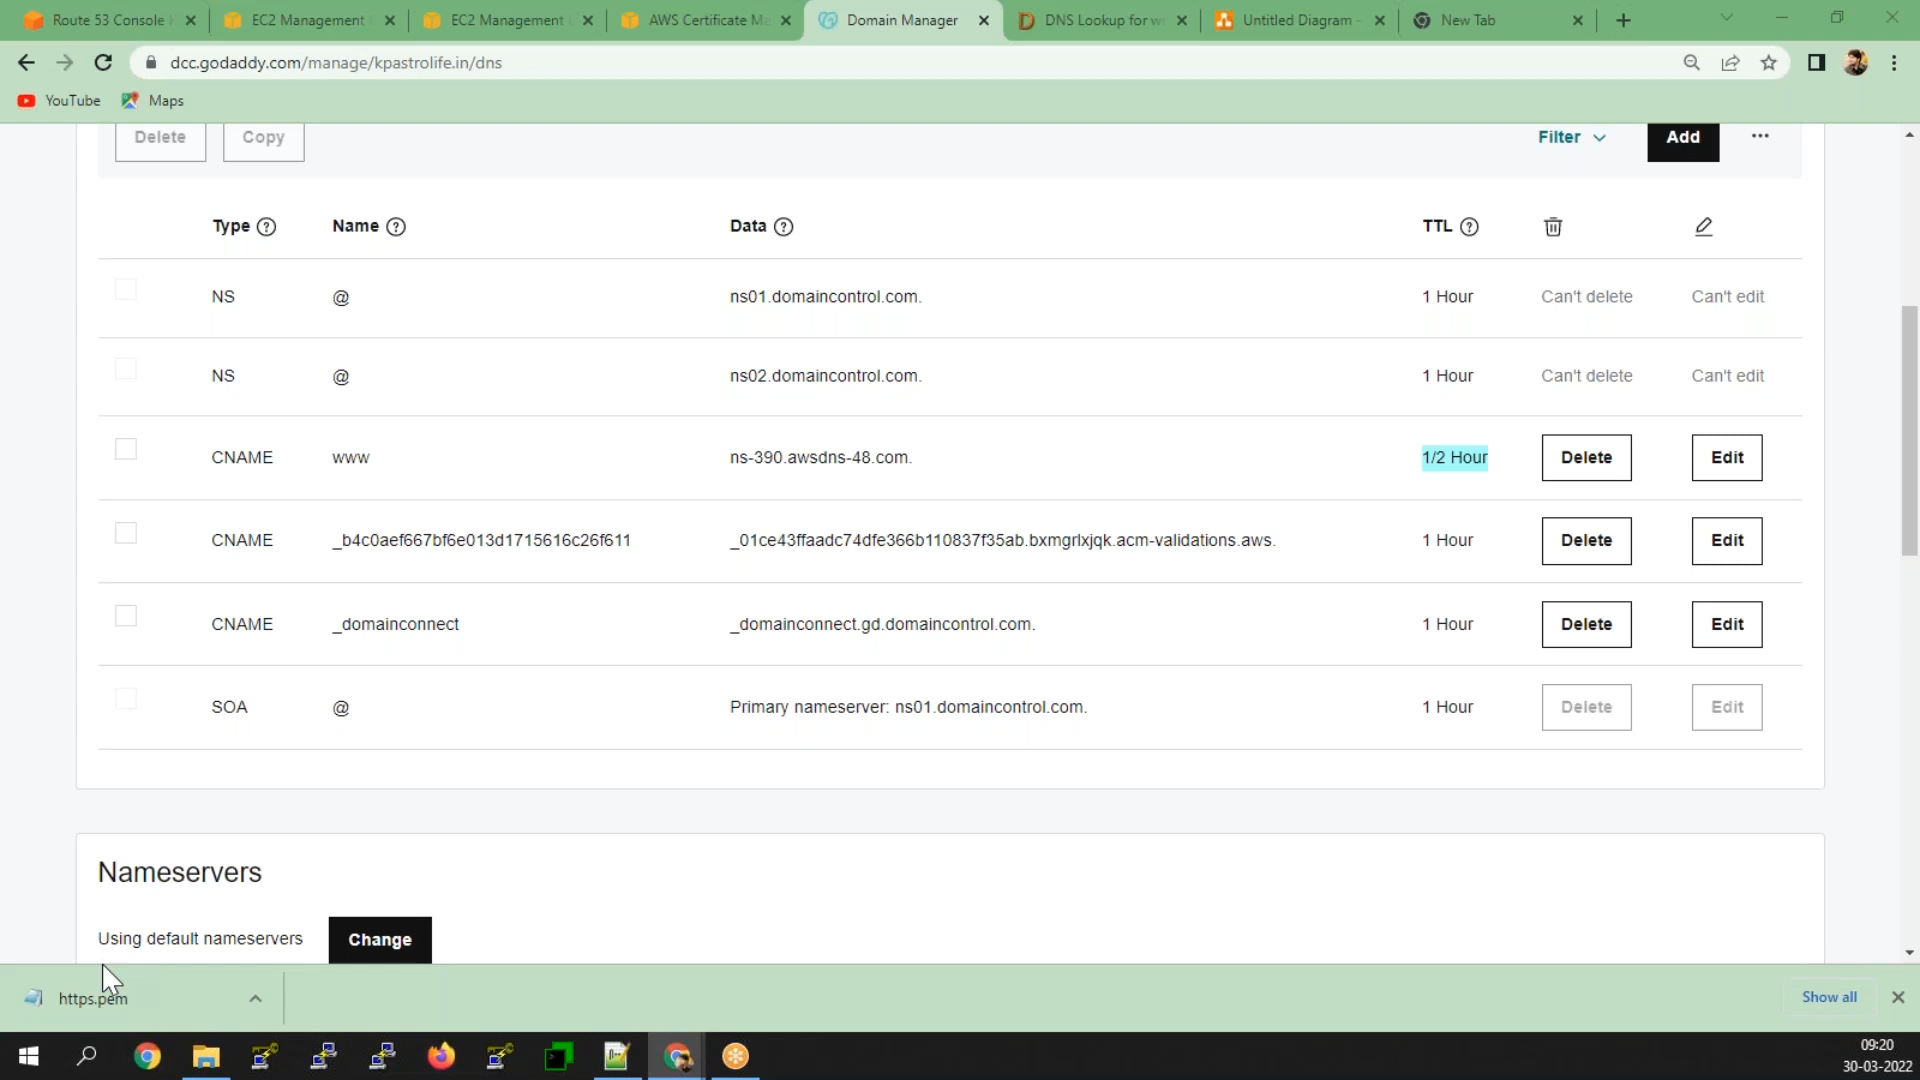 Route 53 Console
EC2 Management
EC2 Management
AWS Certificate Ma
Domain Manager
DNS Lookup for w
Untitled Diagram -
New Tab
dcc.godaddy.com/manage/kpastrolife.in/dns
YouTube
Maps
Delete
Copy
Filter
Add
Type
Name
Data
TTL
NS @ ns01.domaincontrol.com. 1 Hour Can't delete Can't edit
NS @ ns02.domaincontrol.com. 1 Hour Can't delete Can't edit
CNAME www ns-390.awsdns-48.com. 1/2 Hour Delete Edit
CNAME _b4c0aef667bf6e013d1715616c26f611 _01ce43ffaadc74dfe366b110837f35ab.bxmgrlxjqk.acm-validations.aws. 1 Hour Delete Edit
CNAME _domainconnect _domainconnect.gd.domaincontrol.com. 1 Hour Delete Edit
SOA @ Primary nameserver: ns01.domaincontrol.com. 1 Hour Delete Edit
Nameservers
Using default nameservers
Change
https.pem
Show all
09:20
30-03-2022